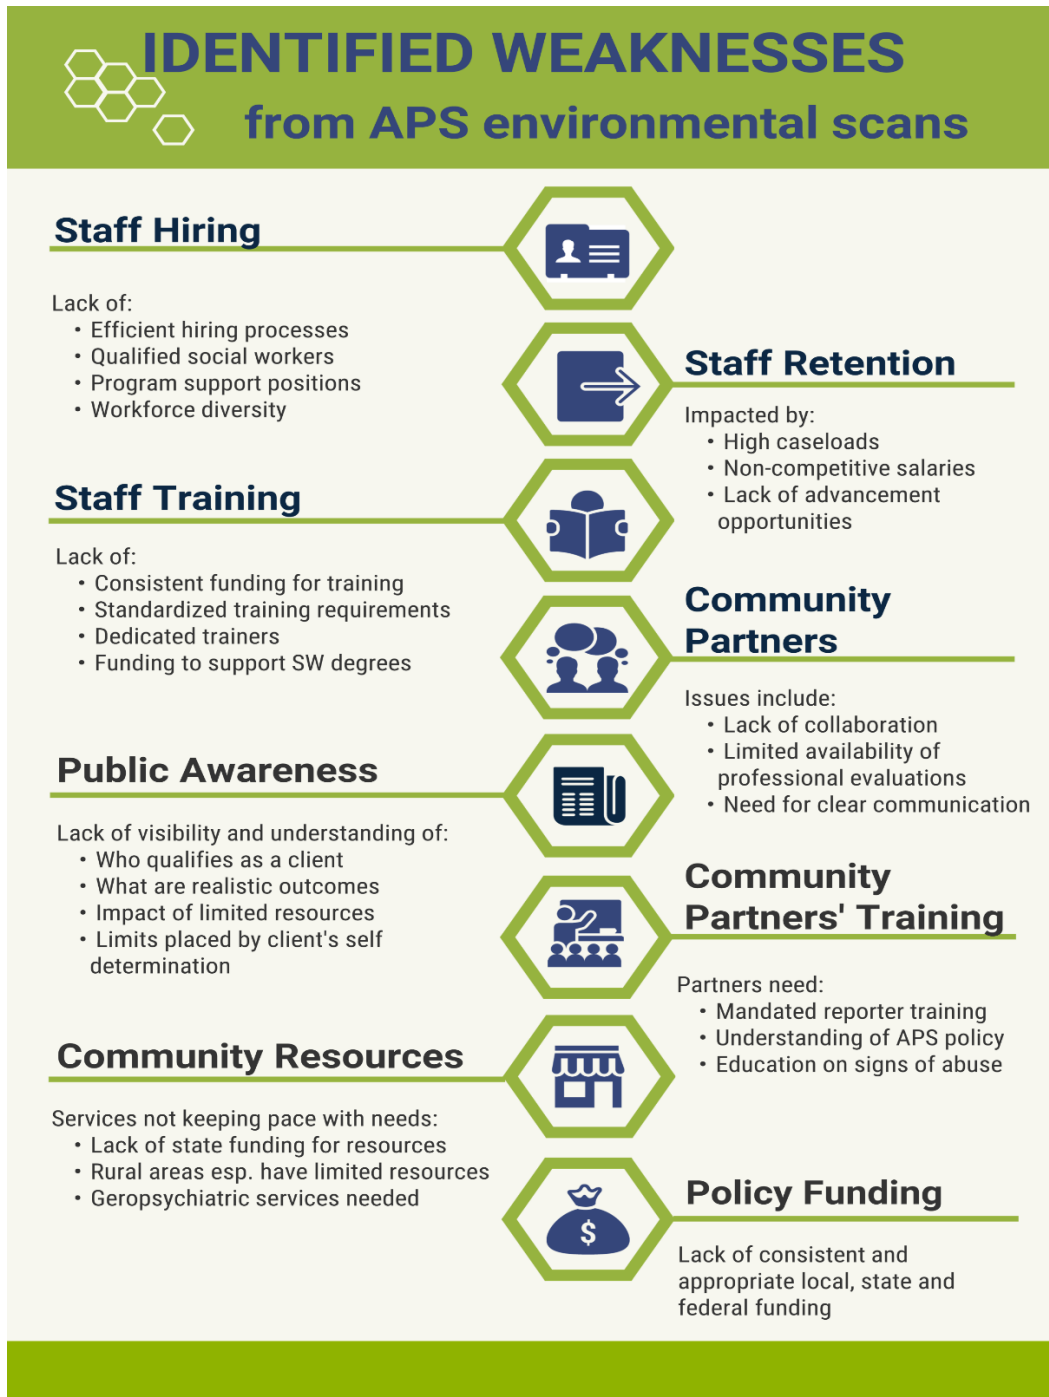 IDENTIFIED WEAKNESSES
from APS environmental scans
Staff Hiring
Lack of:
• Efficient hiring processes
• Qualified social workers
• Program support positions
• Workforce diversity
Staff Retention
Impacted by:
• High caseloads
• Non-competitive salaries
• Lack of advancement
opportunities
Staff Training
Lack of:
• Consistent funding for training
• Standardized training requirements
• Dedicated trainers
• Funding to support SW degrees
Community
Partners
Issues include:
• Lack of collaboration
• Limited availability of
professional evaluations
• Need for clear communication
Public Awareness
Lack of visibility and understanding of:
• Who qualifies as a client
• What are realistic outcomes
• Impact of limited resources
• Limits placed by client's self
determination
Community
Partners' Training
Partners need:
• Mandated reporter training
• Understanding of APS policy
• Education on signs of abuse
Community Resources
Services not keeping pace with needs:
• Lack of state funding for resources
• Rural areas esp. have limited resources
• Geropsychiatric services needed
$
Policy Funding
Lack of consistent and
appropriate local, state and
federal funding